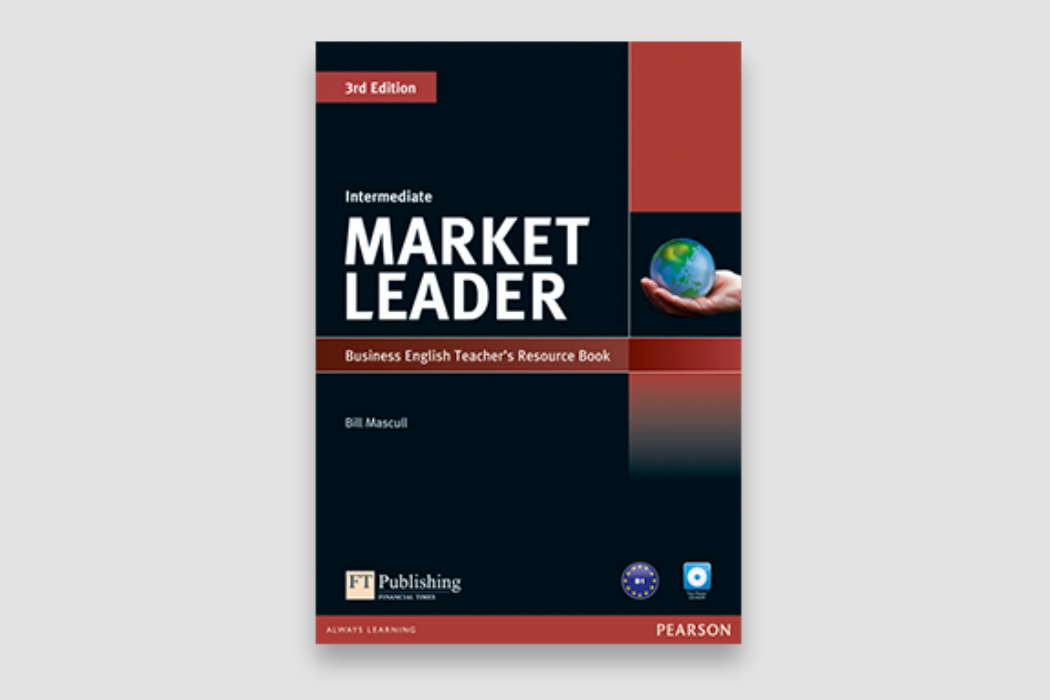 3rd Edition
Intermediate
MARKET
LEADER
Business English Teacher's Resource Book
Bill Mascull
FT Publishing
FINANCIAL TIMES
B1
ALWAYS LEARNING
PEARSON